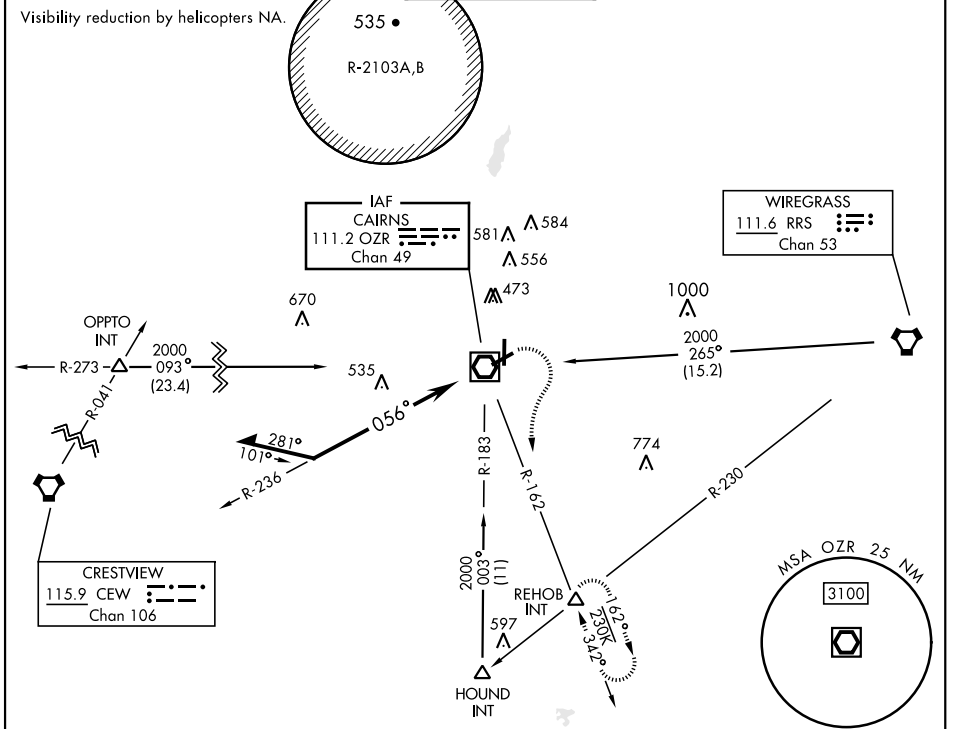 Visibility reduction by helicopters NA.
535
R-2103A,B
IAF
CAIRNS
111.2 OZR
Chan 49
581
584
556
473
WIREGRASS
111.6 RRS
Chan 53
670
1000
OPPTO
INT
R-273
2000
093°
(23.4)
2000
265°
(15.2)
R-041
535
056°
281°
101°
R-236
R-183
R-162
774
R-230
CRESTVIEW
115.9 CEW
Chan 106
2000
003°
(11)
REHOB
INT
162°
230K
342°
597
HOUND
INT
MSA OZR 25 NM
3100